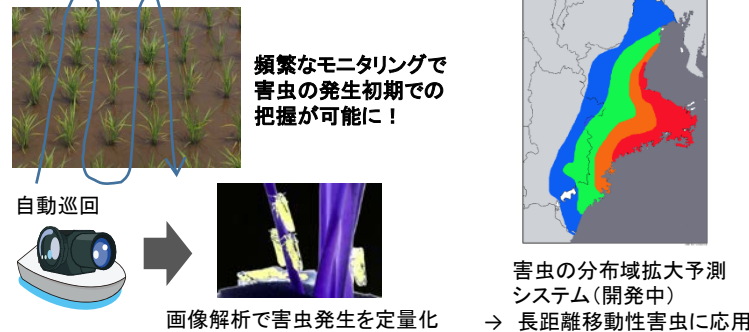 頻繁なモニタリングで
害虫の発生初期での
把握が可能に！
自動巡回
画像解析で害虫発生を定量化
害虫の分布域拡大予測
システム（開発中）
→ 長距離移動性害虫に応用